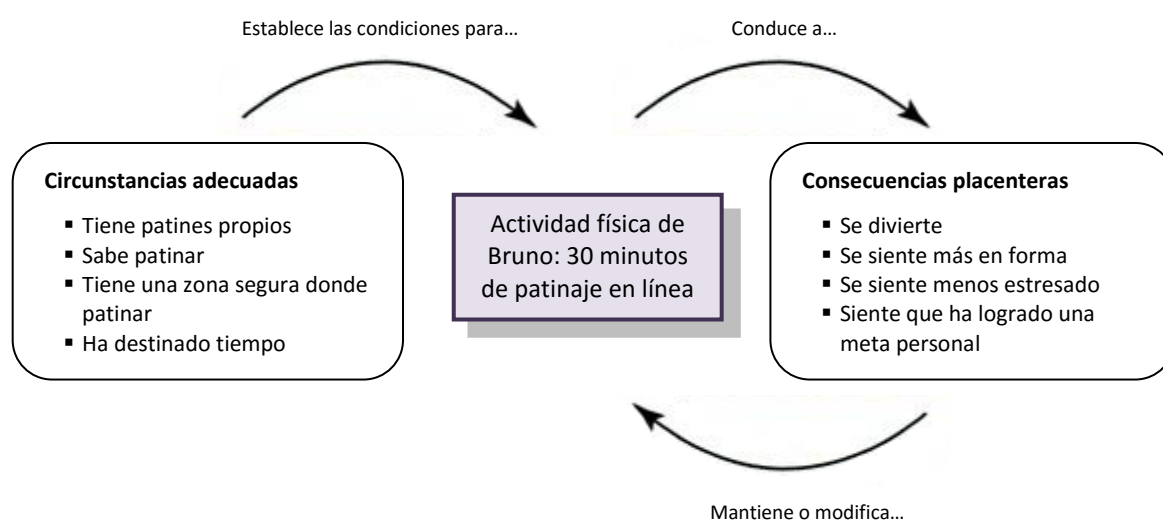 Establece las condiciones para…
Conduce a…
Circunstancias adecuadas
▪ Tiene patines propios
▪ Sabe patinar
▪ Tiene una zona segura donde
patinar
▪ Ha destinado tiempo
Actividad física de
Bruno: 30 minutos
de patinaje en línea
Consecuencias placenteras
▪ Se divierte
▪ Se siente más en forma
▪ Se siente menos estresado
▪ Siente que ha logrado una
meta personal
Mantiene o modifica…